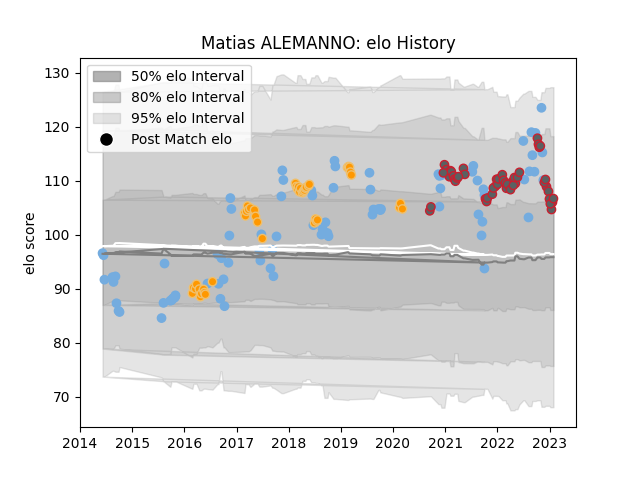 Matias ALEMANNO: elo History
50% elo Interval
80% elo Interval
95% elo Interval
Post Match elo
elo score
130
120
110
100
90
80
70
2014 2015 2016 2017 2018 2019 2020 2021 2022 2023